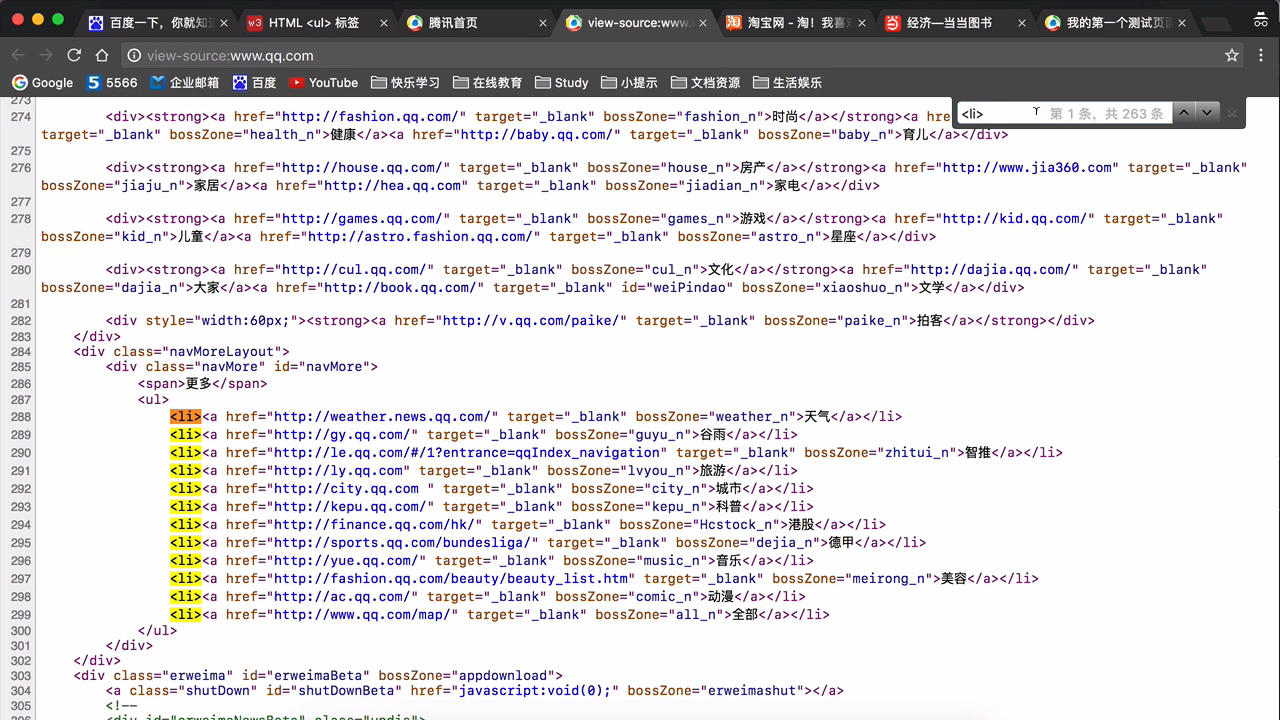 百度一下，你就知
HTML <ul> 标签
腾讯首页
view-source:www.
淘宝网 - 淘！我喜
经济—当当图书
我的第一个测试页
view-source:www.qq.com
Google
5566
企业邮箱
百度
YouTube
快乐学习
在线教育
Study
小提示
文档资源
生活娱乐
<li>
第 1 条，共 263 条
273
274 <div><strong><a href="http://fashion.qq.com/" target="_blank" bossZone="fashion_n">时尚</a></strong><a
target="_blank" bossZone="health_n">健康</a><a href="http://baby.qq.com/" target="_blank" bossZone="baby_n">育儿</a></div>
275
276 <div><strong><a href="http://house.qq.com/" target="_blank" bossZone="house_n">房产</a></strong><a href="http://www.jia360.com" target="_blank"
bossZone="jiaju_n">家居</a><a href="http://hea.qq.com" target="_blank" bossZone="jiadian_n">家电</a></div>
277
278 <div><strong><a href="http://games.qq.com/" target="_blank" bossZone="games_n">游戏</a></strong><a href="http://kid.qq.com/" target="_blank"
bossZone="kid_n">儿童</a><a href="http://astro.fashion.qq.com/" target="_blank" bossZone="astro_n">星座</a></div>
279
280 <div><strong><a href="http://cul.qq.com/" target="_blank" bossZone="cul_n">文化</a></strong><a href="http://dajia.qq.com/" target="_blank"
bossZone="dajia_n">大家</a><a href="http://book.qq.com/" target="_blank" id="weiPindao" bossZone="xiaoshuo_n">文学</a></div>
281
282 <div style="width:60px;"><strong><a href="http://v.qq.com/paike/" target="_blank" bossZone="paike_n">拍客</a></strong></div>
283 </div>
284 <div class="navMoreLayout">
285 <div class="navMore" id="navMore">
286 <span>更多</span>
287 <ul>
288 <li><a href="http://weather.news.qq.com/" target="_blank" bossZone="weather_n">天气</a></li>
289 <li><a href="http://gy.qq.com/" target="_blank" bossZone="guyu_n">谷雨</a></li>
290 <li><a href="http://le.qq.com/#/1?entrance=qqIndex_navigation" target="_blank" bossZone="zhitui_n">智推</a></li>
291 <li><a href="http://ly.qq.com" target="_blank" bossZone="lvyou_n">旅游</a></li>
292 <li><a href="http://city.qq.com " target="_blank" bossZone="city_n">城市</a></li>
293 <li><a href="http://kepu.qq.com/" target="_blank" bossZone="kepu_n">科普</a></li>
294 <li><a href="http://finance.qq.com/hk/" target="_blank" bossZone="Hcstock_n">港股</a></li>
295 <li><a href="http://sports.qq.com/bundesliga/" target="_blank" bossZone="dejia_n">德甲</a></li>
296 <li><a href="http://yue.qq.com/" target="_blank" bossZone="music_n">音乐</a></li>
297 <li><a href="http://fashion.qq.com/beauty/beauty_list.htm" target="_blank" bossZone="meirong_n">美容</a></li>
298 <li><a href="http://ac.qq.com/" target="_blank" bossZone="comic_n">动漫</a></li>
299 <li><a href="http://www.qq.com/map/" target="_blank" bossZone="all_n">全部</a></li>
300 </ul>
301 </div>
302 </div>
303 <div class="erweima" id="erweimaBeta" bossZone="appdownload">
304 <a class="shutDown" id="shutDownBeta" href="javascript:void(0);" bossZone="erweimashut"></a>
305 <!--